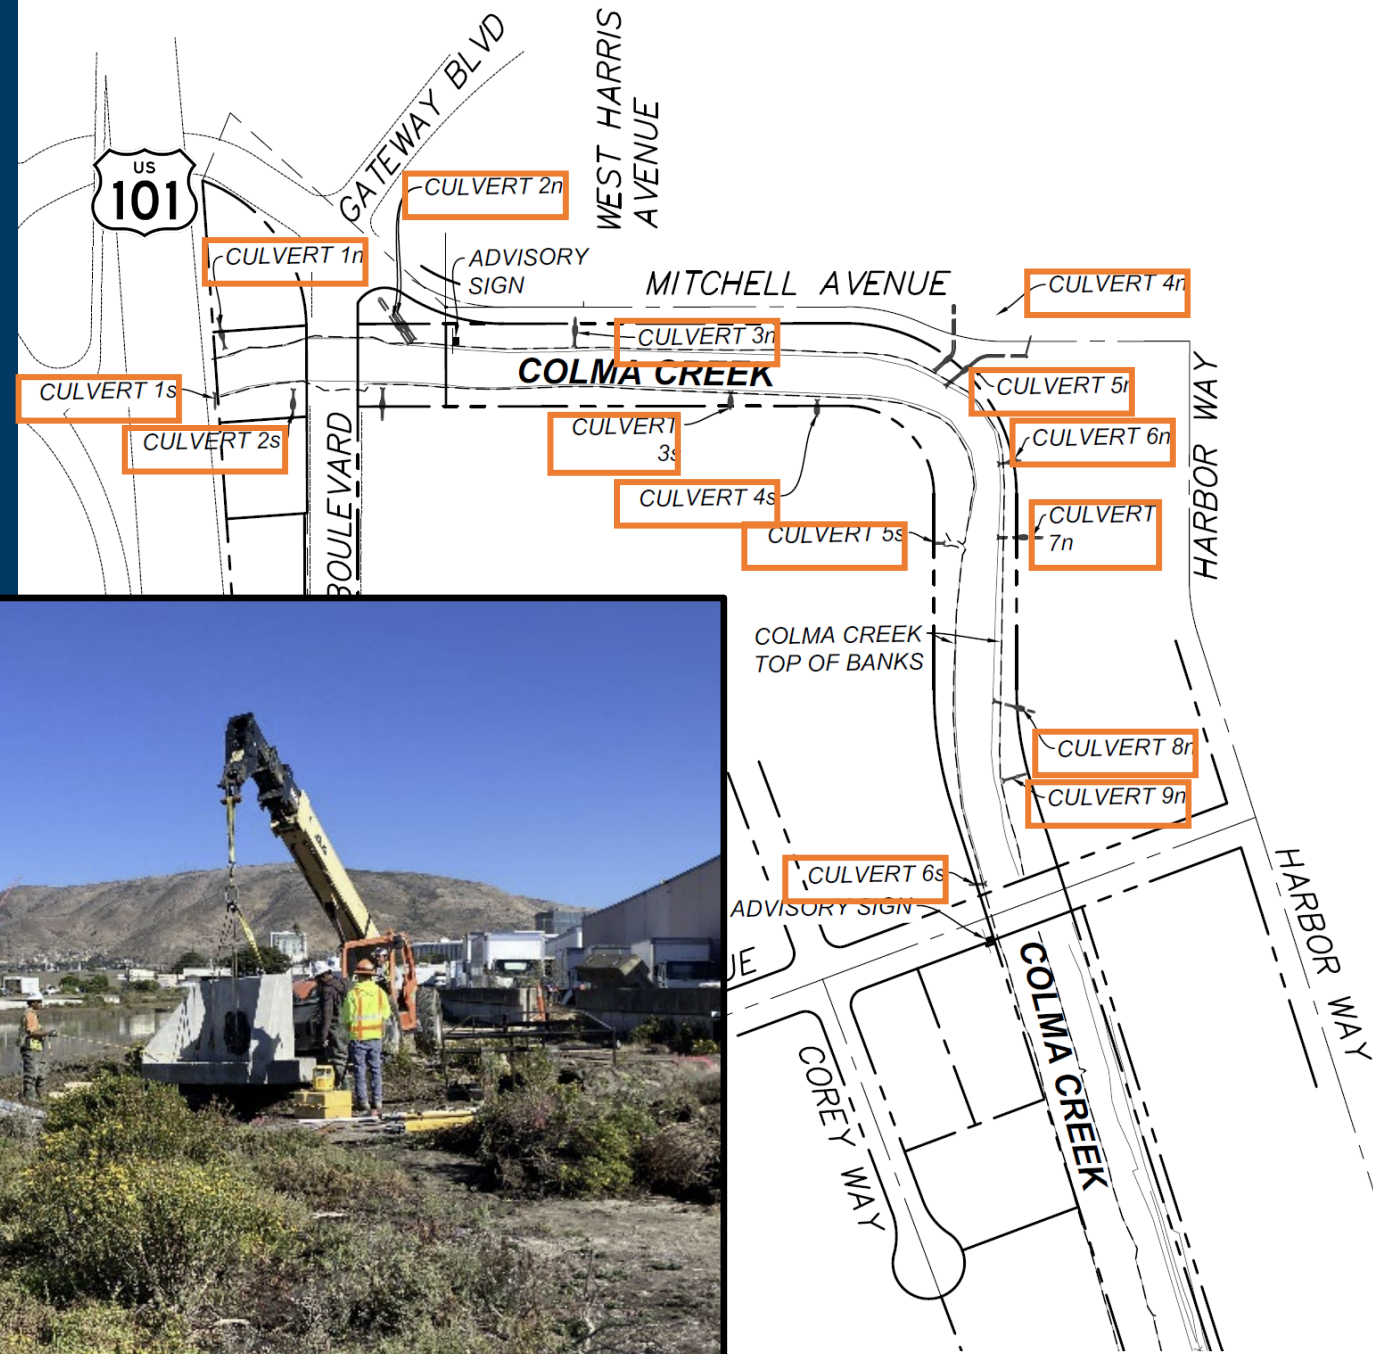 GATEWAY BLVD
WEST HARRIS
AVENUE
US
101
CULVERT 2n
CULVERT 1n
ADVISORY
SIGN
MITCHELL AVENUE
CULVERT 4n
CULVERT 3n
COLMA CREEK
CULVERT 1s
CULVERT 5n
HARBOR WAY
CULVERT 2s
BOULEVARD
CULVERT
3s
CULVERT 6n
CULVERT 4s
CULVERT 5s
CULVERT
7n
COLMA CREEK
TOP OF BANKS
CULVERT 8n
CULVERT 9n
CULVERT 6s
ADVISORY SIGN
HARBOR WAY
UE
COLMA CREEK
COREY WAY